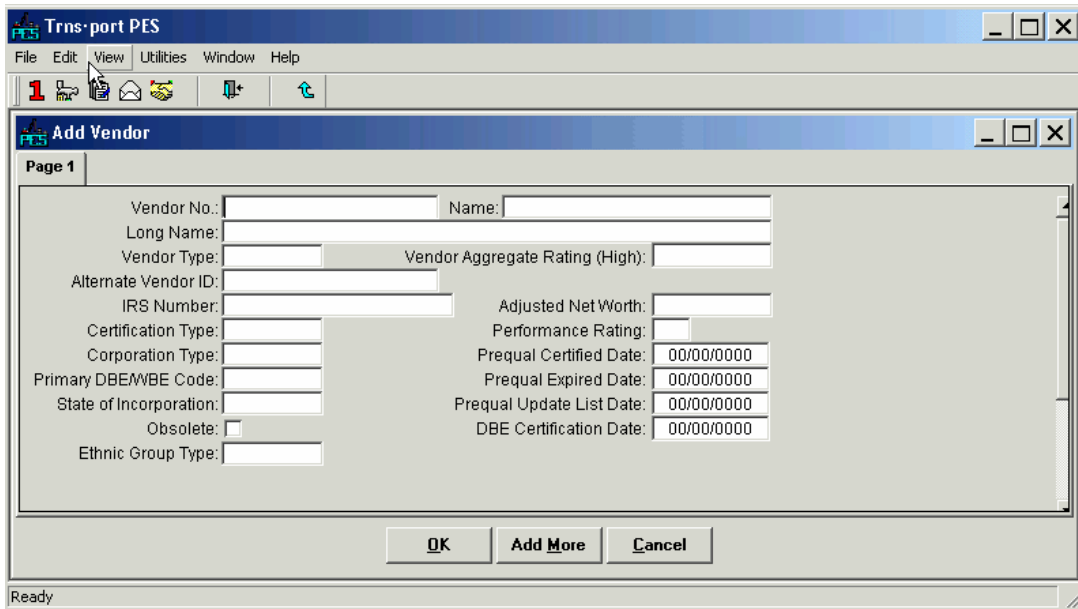 Trns·port PES
File Edit View Utilities Window Help
1
PES Add Vendor
Page 1
Vendor No.: Name:
Long Name:
Vendor Type: Vendor Aggregate Rating (High):
Alternate Vendor ID:
IRS Number: Adjusted Net Worth:
Certification Type: Performance Rating:
Corporation Type: Prequal Certified Date: 00/00/0000
Primary DBE/WBE Code: Prequal Expired Date: 00/00/0000
State of Incorporation: Prequal Update List Date: 00/00/0000
Obsolete: DBE Certification Date: 00/00/0000
Ethnic Group Type:
OK Add More Cancel
Ready